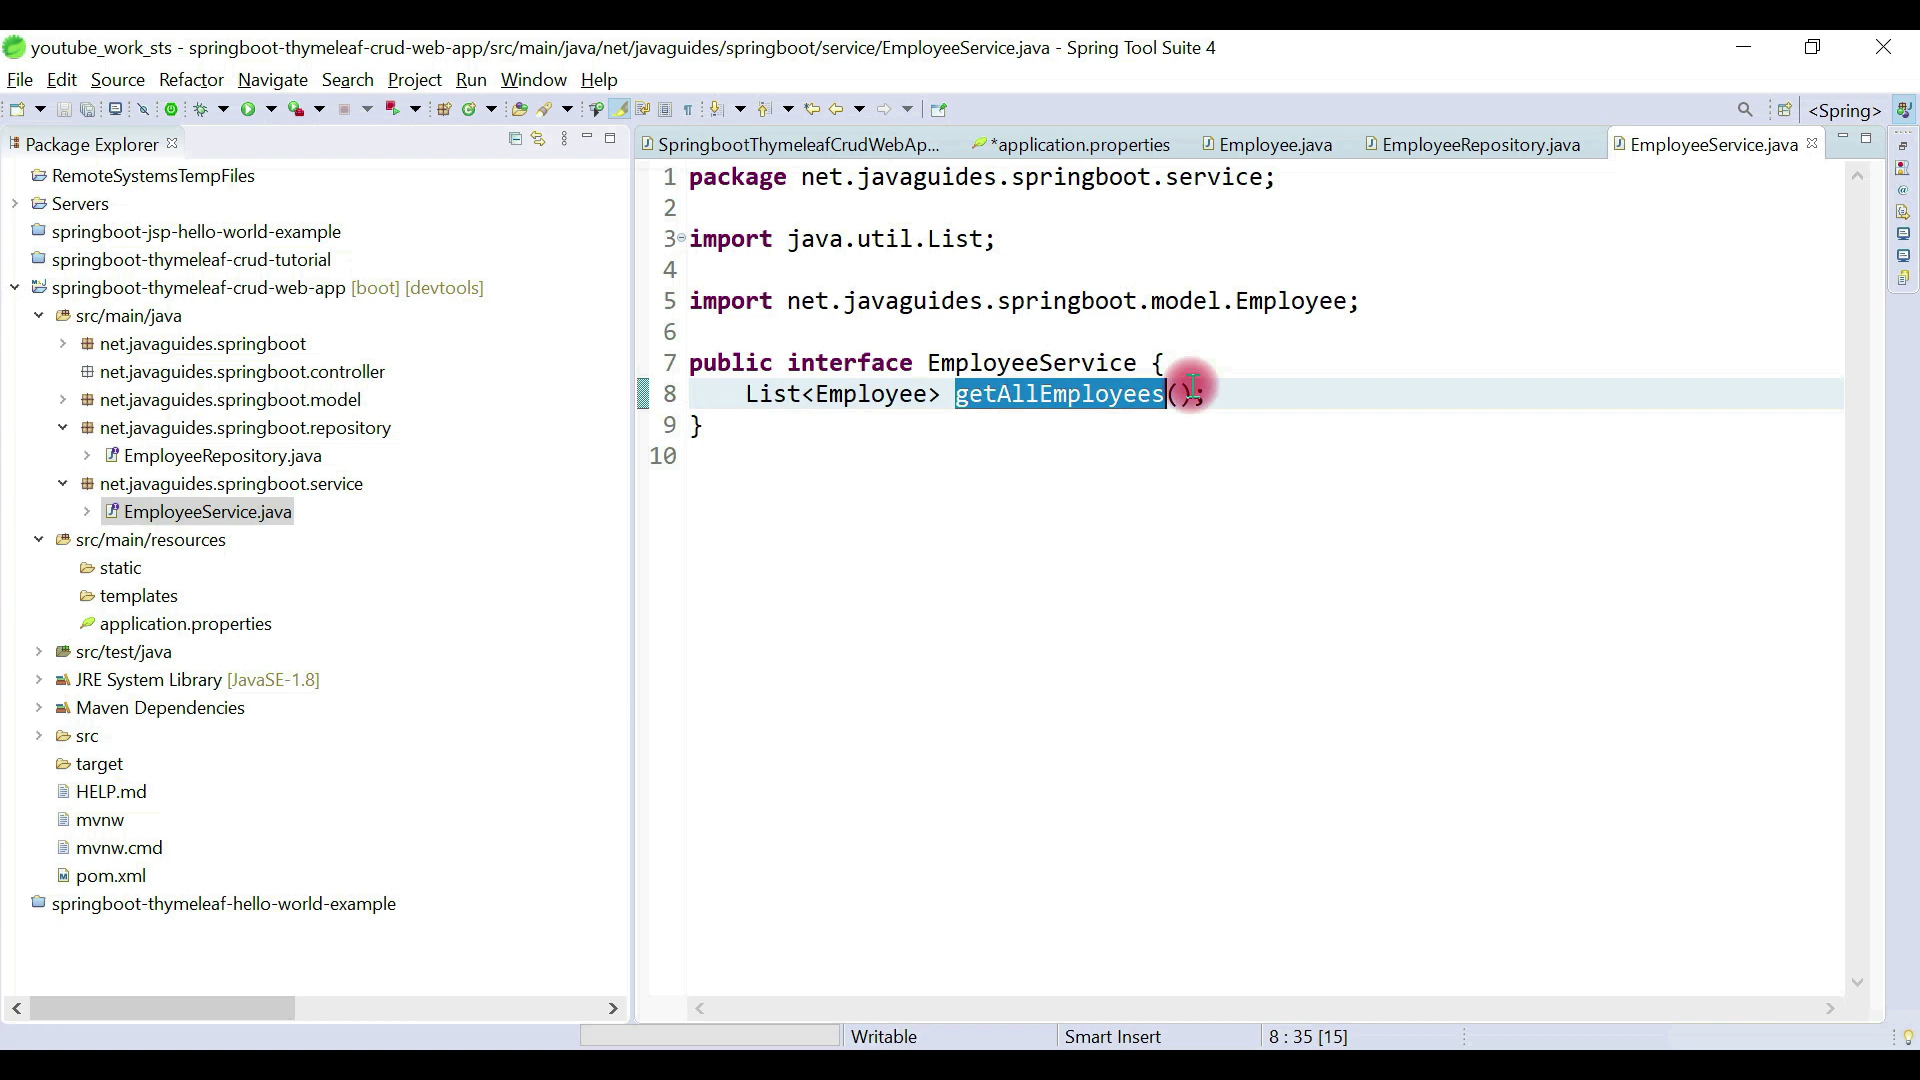 youtube_work_sts - springboot-thymeleaf-crud-web-app/src/main/java/net/javaguides/springboot/service/EmployeeService.java - Spring Tool Suite 4
File Edit Source Refactor Navigate Search Project Run Window Help
<Spring>
Package Explorer
SpringbootThymeleafCrudWebAp...
*application.properties
Employee.java
EmployeeRepository.java
EmployeeService.java
RemoteSystemsTempFiles
Servers
springboot-jsp-hello-world-example
springboot-thymeleaf-crud-tutorial
springboot-thymeleaf-crud-web-app [boot] [devtools]
src/main/java
net.javaguides.springboot
net.javaguides.springboot.controller
net.javaguides.springboot.model
net.javaguides.springboot.repository
EmployeeRepository.java
net.javaguides.springboot.service
EmployeeService.java
src/main/resources
static
templates
application.properties
src/test/java
JRE System Library [JavaSE-1.8]
Maven Dependencies
src
target
HELP.md
mvnw
mvnw.cmd
pom.xml
springboot-thymeleaf-hello-world-example
1 package net.javaguides.springboot.service;
2
3 import java.util.List;
4
5 import net.javaguides.springboot.model.Employee;
6
7 public interface EmployeeService {
8 List<Employee> getAllEmployees();
9 }
10
Writable
Smart Insert
8 : 35 [15]